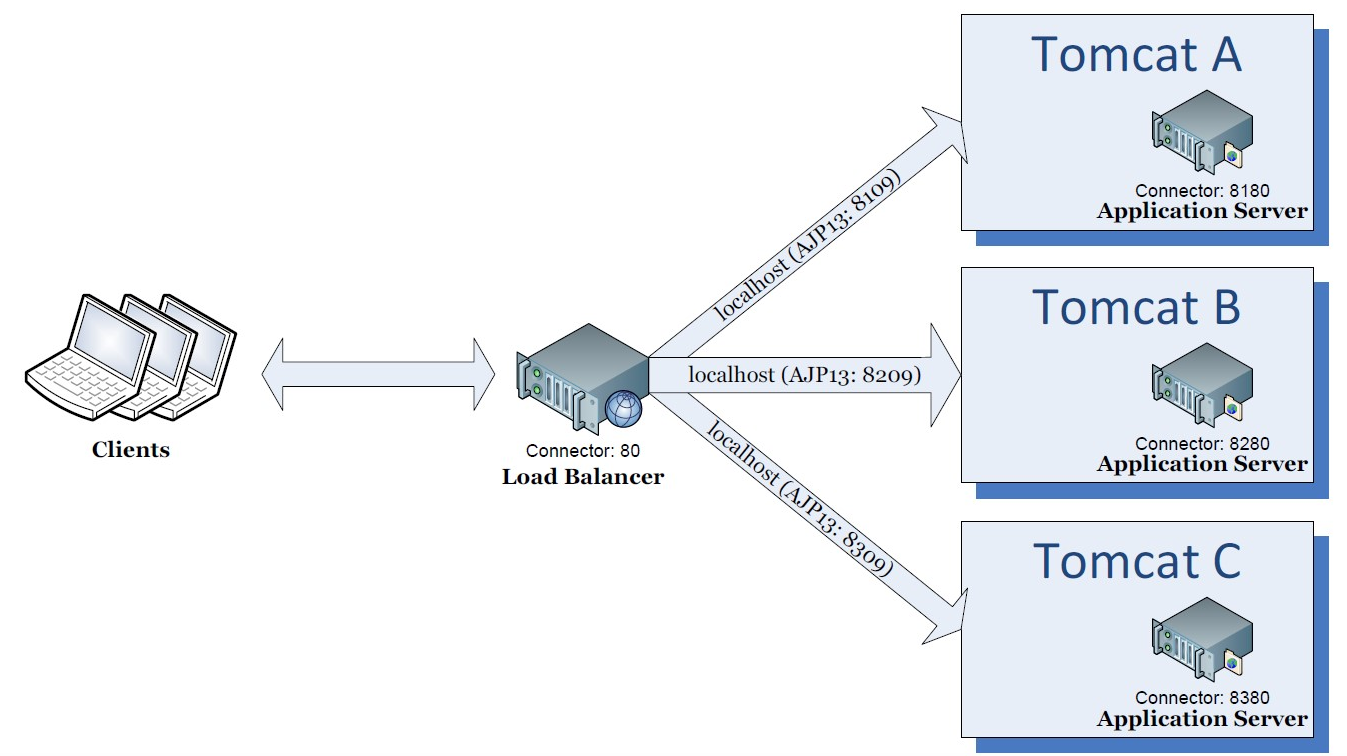 Tomcat A
Connector: 8180
Application Server
localhost (AJP13: 8109)
Clients
Connector: 80
Load Balancer
localhost (AJP13: 8209)
Tomcat B
Connector: 8280
Application Server
localhost (AJP13: 8309)
Tomcat C
Connector: 8380
Application Server